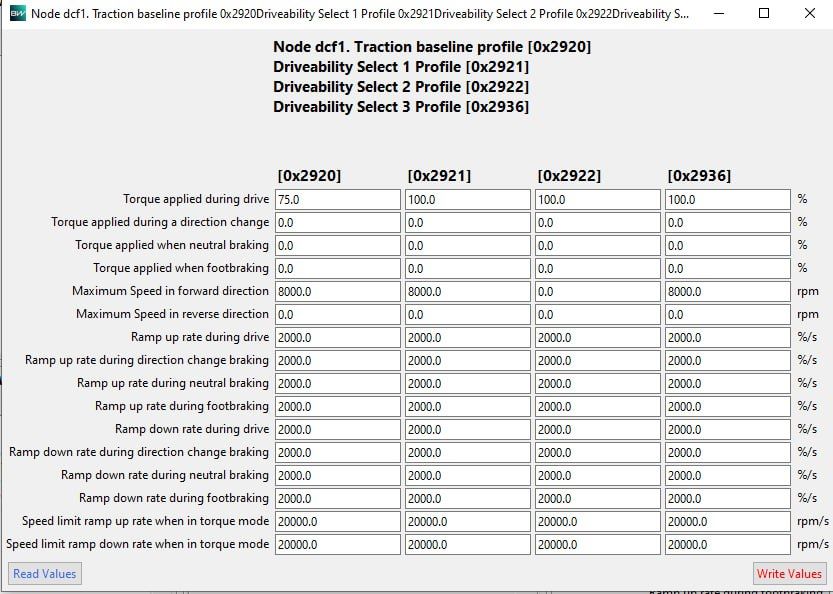 BW Node dcf1. Traction baseline profile 0x2920Driveability Select 1 Profile 0x2921Driveability Select 2 Profile 0x2922Driveability S...
Node dcf1. Traction baseline profile [0x2920]
Driveability Select 1 Profile [0x2921]
Driveability Select 2 Profile [0x2922]
Driveability Select 3 Profile [0x2936]
[0x2920] [0x2921] [0x2922] [0x2936]
Torque applied during drive 75.0 100.0 100.0 100.0 %
Torque applied during a direction change 0.0 0.0 0.0 0.0 %
Torque applied when neutral braking 0.0 0.0 0.0 0.0 %
Torque applied when footbraking 0.0 0.0 0.0 0.0 %
Maximum Speed in forward direction 8000.0 8000.0 0.0 8000.0 rpm
Maximum Speed in reverse direction 0.0 0.0 0.0 0.0 rpm
Ramp up rate during drive 2000.0 2000.0 2000.0 2000.0 %/s
Ramp up rate during direction change braking 2000.0 2000.0 2000.0 2000.0 %/s
Ramp up rate during neutral braking 2000.0 2000.0 2000.0 2000.0 %/s
Ramp up rate during footbraking 2000.0 2000.0 2000.0 2000.0 %/s
Ramp down rate during drive 2000.0 2000.0 2000.0 2000.0 %/s
Ramp down rate during direction change braking 2000.0 2000.0 2000.0 2000.0 %/s
Ramp down rate during neutral braking 2000.0 2000.0 2000.0 2000.0 %/s
Ramp down rate during footbraking 2000.0 2000.0 2000.0 2000.0 %/s
Speed limit ramp up rate when in torque mode 20000.0 20000.0 20000.0 20000.0 rpm/s
Speed limit ramp down rate when in torque mode 20000.0 20000.0 20000.0 20000.0 rpm/s
Read Values Write Values